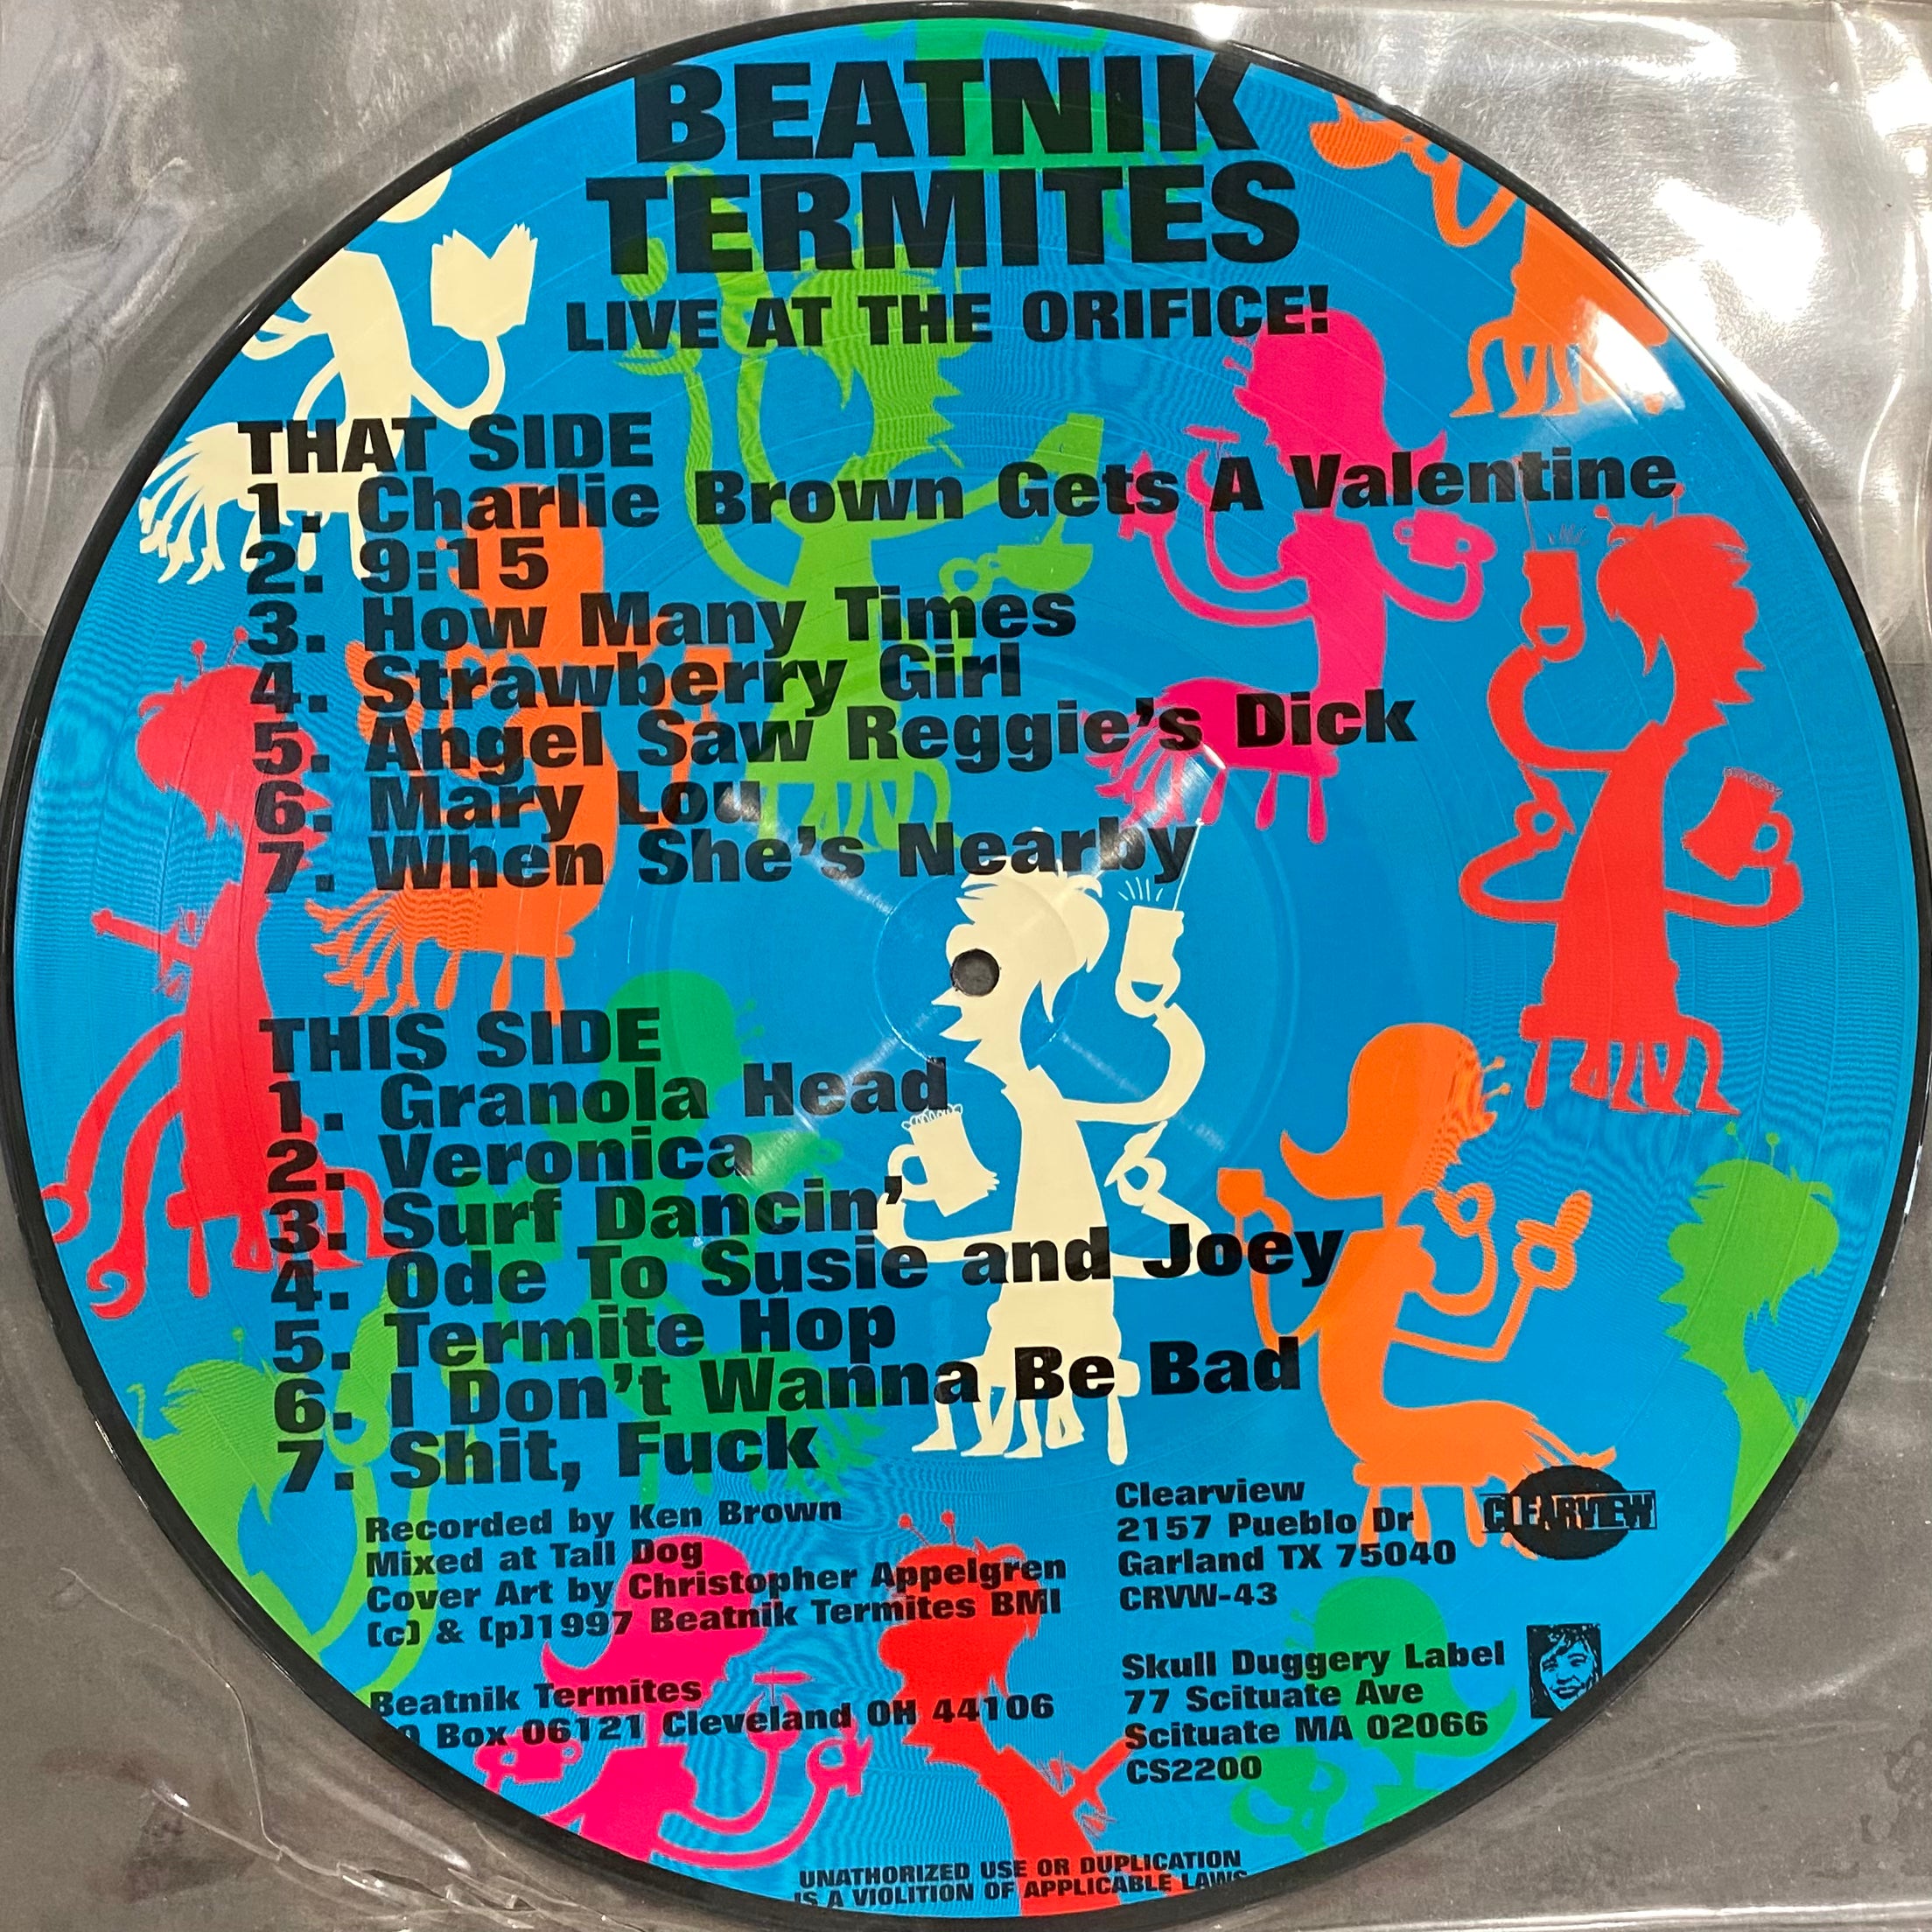 BEATNIK
TERMITES
LIVE AT THE ORIFICE!
THAT SIDE
1. Charlie Brown Gets A Valentine
2. 9:15
3. How Many Times
4. Strawberry Girl
5. Angel Saw Reggie's Dick
6. Mary Lou
7. When She's Nearby
THIS SIDE
1. Granola Head
2. Veronica
3. Surf Dancin'
4. Ode To Susie and Joey
5. Termite Hop
6. I Don't Wanna Be Bad
7. Shit, Fuck
Recorded by Ken Brown
Mixed at Tall Dog
Cover Art by Christopher Appelgren
(c) & (p)1997 Beatnik Termites BMI
Beatnik Termites
Box 06121 Cleveland OH 44106
Clearview
2157 Pueblo Dr
Garland TX 75040
CRVW-43
CLEARVIEW
Skull Duggery Label
77 Scituate Ave
Scituate MA 02066
CS2200
UNATHORIZED USE OR DUPLICATION
IS A VIOLITION OF APPLICABLE LAWS